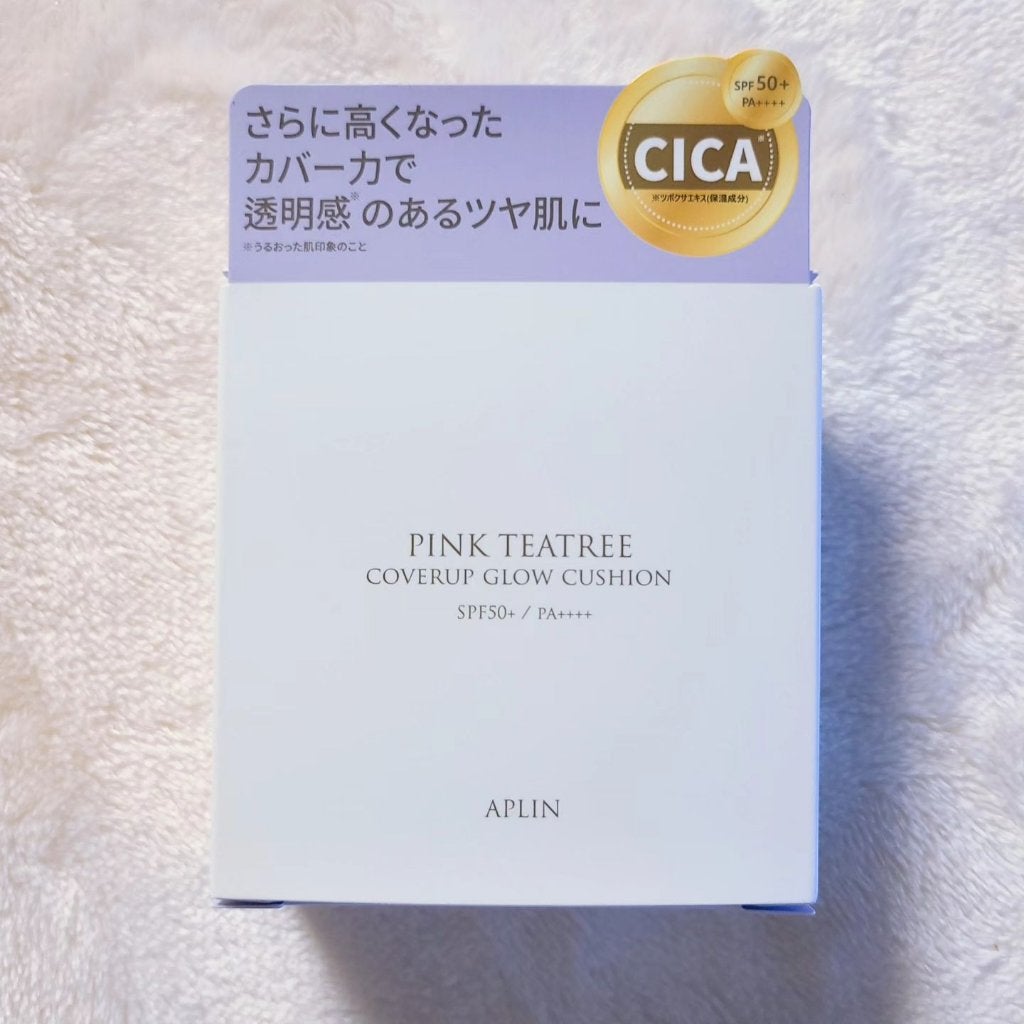 さらに高くなった
カバー力で
透明感※のあるツヤ肌に
※うるおった肌印象のこと
SPF 50+
PA++++
CICA※
※ツボクサエキス(保湿成分)
PINK TEATREE
COVERUP GLOW CUSHION
SPF50+ / PA++++
APLIN